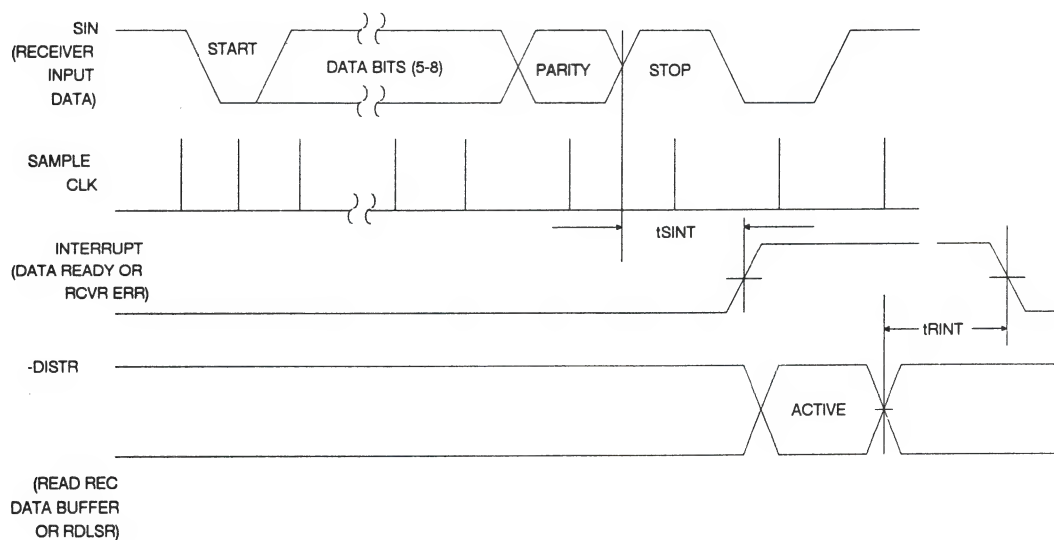 SIN
(RECEIVER
INPUT
DATA)
START
DATA BITS (5-8)
PARITY
STOP
SAMPLE
CLK
tSINT
INTERRUPT
(DATA READY OR
RCVR ERR)
tRINT
-DISTR
ACTIVE
(READ REC
DATA BUFFER
OR RDLSR)